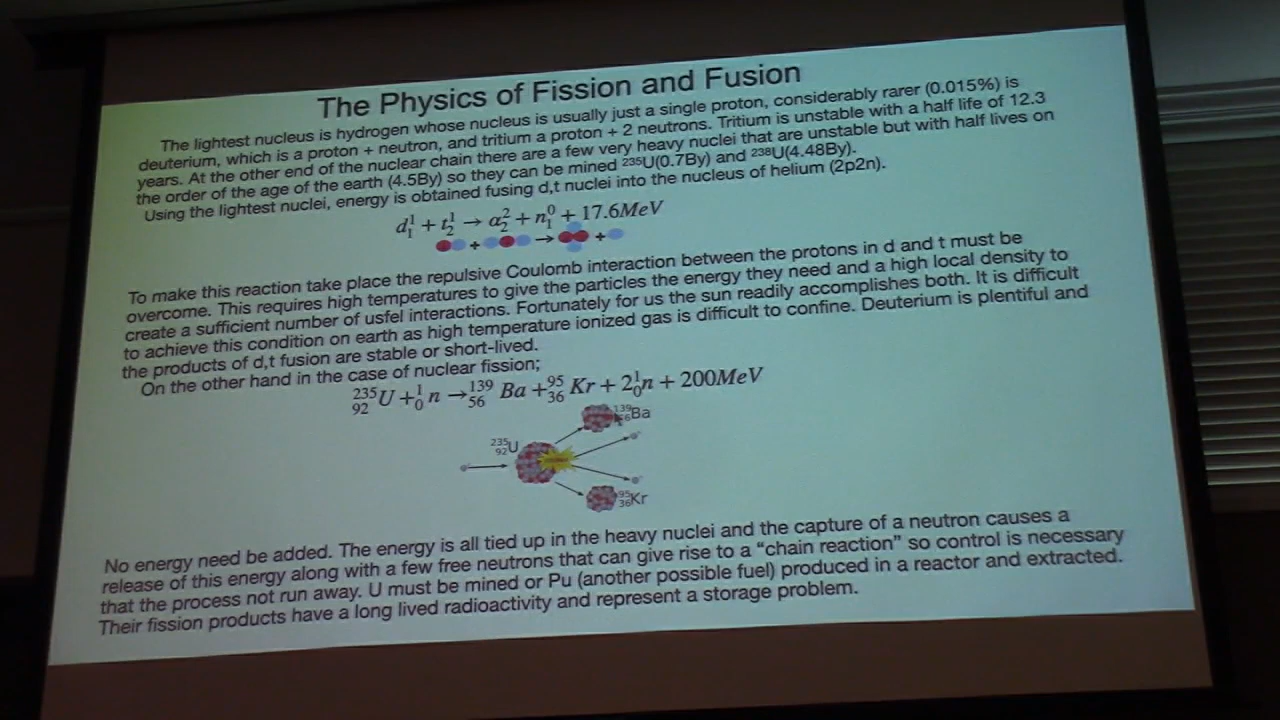 The Physics of Fission and Fusion
The lightest nucleus is hydrogen whose nucleus is usually just a single proton, considerably rarer (0.015%) is
deuterium, which is a proton + neutron, and tritium a proton + 2 neutrons. Tritium is unstable with a half life of 12.3
years. At the other end of the nuclear chain there are a few very heavy nuclei that are unstable but with half lives on
the order of the age of the earth (4.5By) so they can be mined ²³⁵U(0.7By) and ²³⁸U(4.48By).
Using the lightest nuclei, energy is obtained fusing d,t nuclei into the nucleus of helium (2p2n).
d₁¹ + t₂¹ → α₂² + n₁⁰ + 17.6MeV
+ → +
To make this reaction take place the repulsive Coulomb interaction between the protons in d and t must be
overcome. This requires high temperatures to give the particles the energy they need and a high local density to
create a sufficient number of usfel interactions. Fortunately for us the sun readily accomplishes both. It is difficult
to achieve this condition on earth as high temperature ionized gas is difficult to confine. Deuterium is plentiful and
the products of d,t fusion are stable or short-lived.
On the other hand in the case of nuclear fission;
²³⁵₉₂U +¹₀n →¹³⁹₅₆Ba +⁹⁵₃₆Kr + 2¹₀n + 200MeV
¹³⁹₅₆Ba
²³⁵₉₂U
⁹⁵₃₆Kr
No energy need be added. The energy is all tied up in the heavy nuclei and the capture of a neutron causes a
release of this energy along with a few free neutrons that can give rise to a “chain reaction” so control is necessary
that the process not run away. U must be mined or Pu (another possible fuel) produced in a reactor and extracted.
Their fission products have a long lived radioactivity and represent a storage problem.